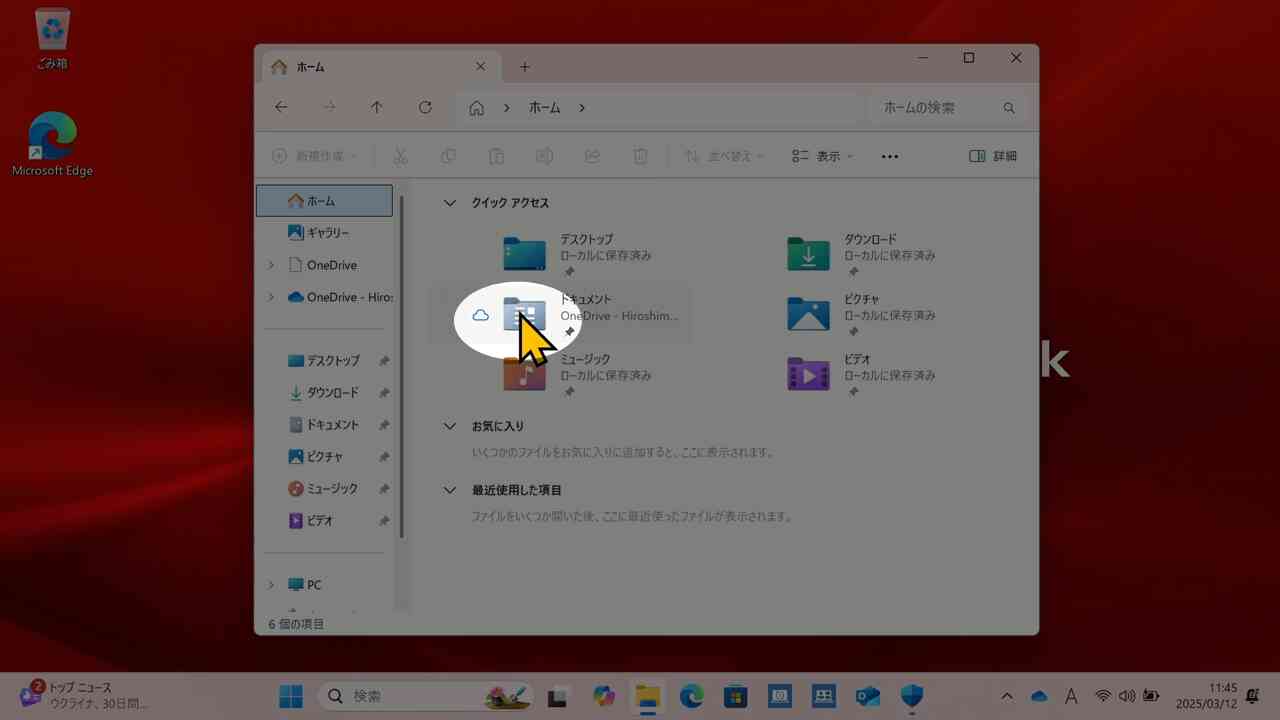 ごみ箱
Microsoft Edge
ホーム
ホーム
ホームの検索
新規作成
並べ替え
表示
詳細
ホーム
ギャラリー
OneDrive
OneDrive - Hiro:
デスクトップ
ダウンロード
ドキュメント
ピクチャ
ミュージック
ビデオ
PC
クイック アクセス
デスクトップ
ローカルに保存済み
ダウンロード
ローカルに保存済み
ドキュメント
OneDrive - Hiroshim...
ピクチャ
ローカルに保存済み
ミュージック
ローカルに保存済み
ビデオ
ローカルに保存済み
お気に入り
いくつかのファイルをお気に入りに追加すると、ここに表示されます。
最近使用した項目
ファイルをいくつか開いた後、ここに最近使ったファイルが表示されます。
6 個の項目
k
2
トップ ニュース
ウクライナ、30日間...
検索
A
11:45
2025/03/12